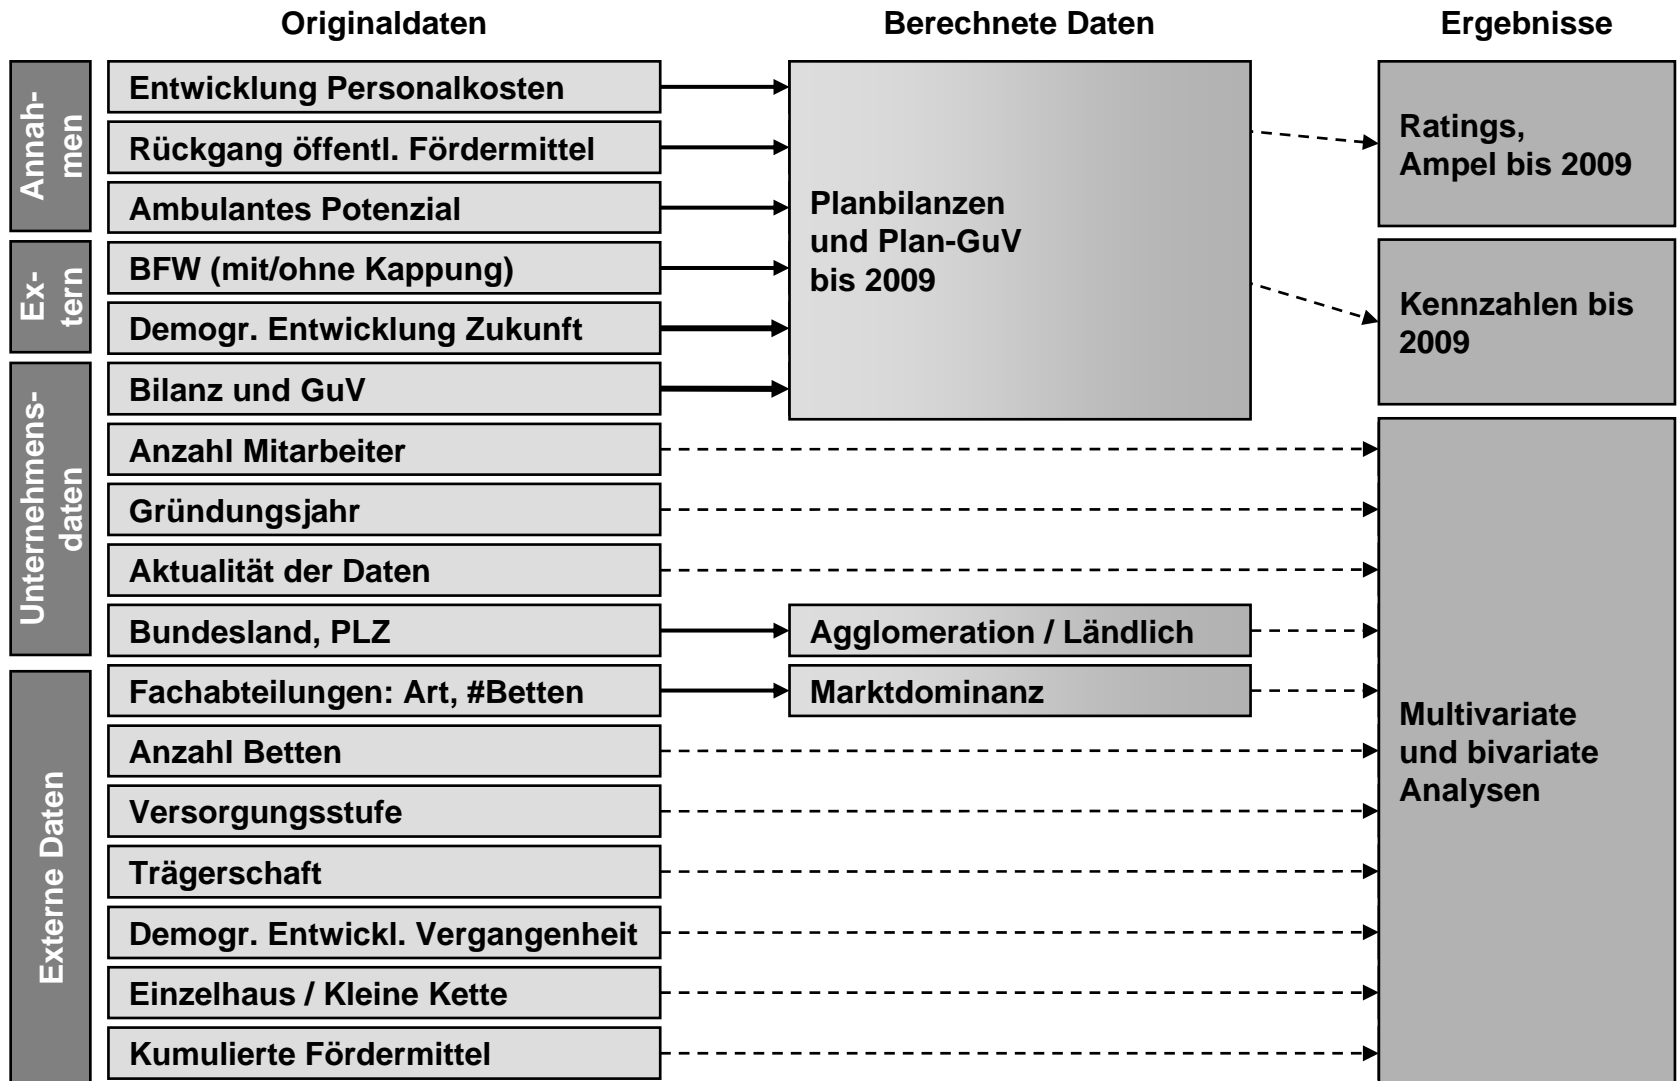 Originaldaten
Berechnete Daten
Ergebnisse
Annah-
men
Entwicklung Personalkosten
Rückgang öffentl. Fördermittel
Ambulantes Potenzial
Ex-
tern
BFW (mit/ohne Kappung)
Demogr. Entwicklung Zukunft
Unternehmens-
daten
Bilanz und GuV
Anzahl Mitarbeiter
Gründungsjahr
Aktualität der Daten
Bundesland, PLZ
Externe Daten
Fachabteilungen: Art, #Betten
Anzahl Betten
Versorgungsstufe
Trägerschaft
Demogr. Entwickl. Vergangenheit
Einzelhaus / Kleine Kette
Kumulierte Fördermittel
Planbilanzen
und Plan-GuV
bis 2009
Agglomeration / Ländlich
Marktdominanz
Ratings,
Ampel bis 2009
Kennzahlen bis
2009
Multivariate
und bivariate
Analysen